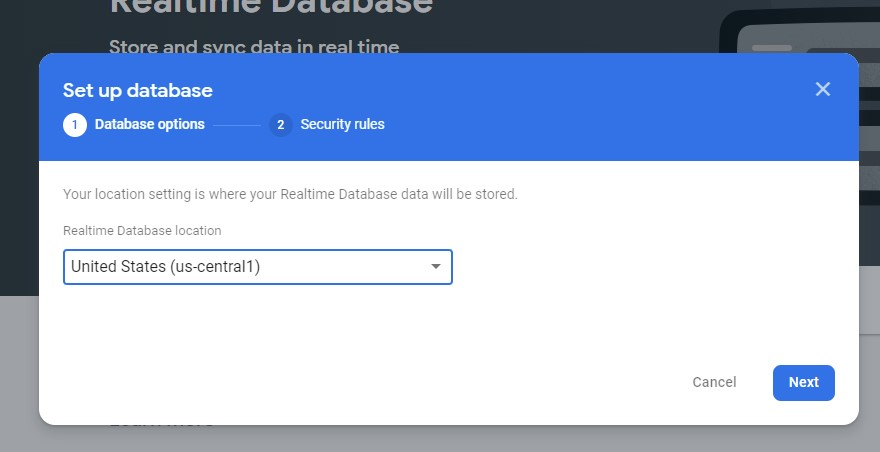 Realtime Database
Store and sync data in real time
Set up database
1 Database options 2 Security rules
Your location setting is where your Realtime Database data will be stored.
Realtime Database location
United States (us-central1)
Cancel Next